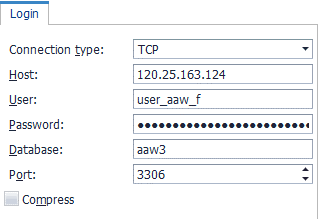 Login
Connection type: TCP
Host: 120.25.163.124
User: user_aaw_f
Password: ●●●●●●●●●●●●●●●●●●●●●●●●●
Database: aaw3
Port: 3306
Compress